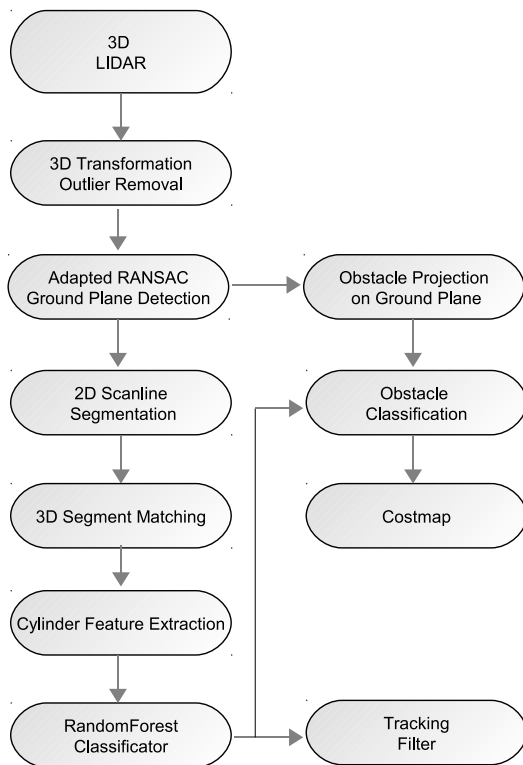 3D
LIDAR
3D Transformation
Outlier Removal
Adapted RANSAC
Ground Plane Detection
Obstacle Projection
on Ground Plane
2D Scanline
Segmentation
Obstacle
Classification
3D Segment Matching
Costmap
Cylinder Feature Extraction
RandomForest
Classificator
Tracking
Filter